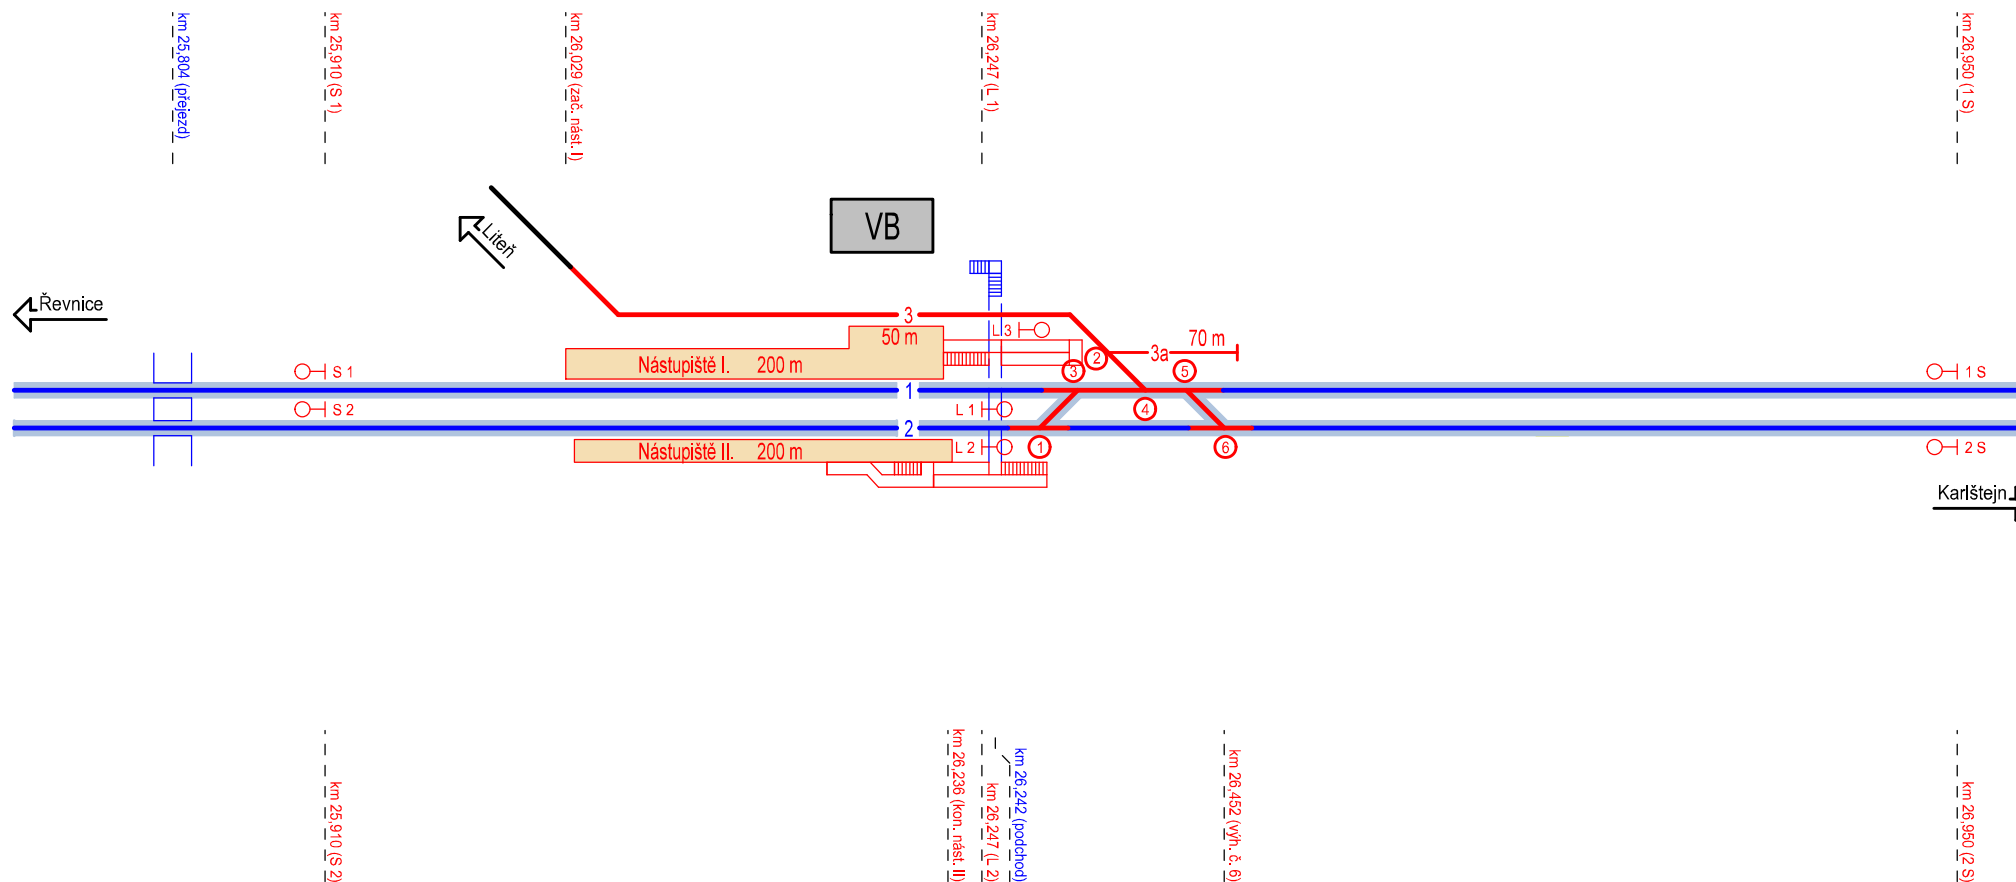 km 25,804 (přejezd)
km 25,910 (S 1)
km 26,029 (zač. nást. I)
km 26,247 (L 1)
km 26,950 (1 S)
VB
Liteň
Řevnice
3
L 3
50 m
70 m
3a
2
Nástupiště I. 200 m
3
5
S 1
1 S
1
S 2
L 1
4
2
Nástupiště II. 200 m
L 2
1
6
2 S
Karlštejn
km 25,910 (S 2)
km 26,236 (kon. nást. II)
km 26,247 (L 2)
km 26,242 (podchod)
km 26,452 (výh. č. 6)
km 26,950 (2 S)